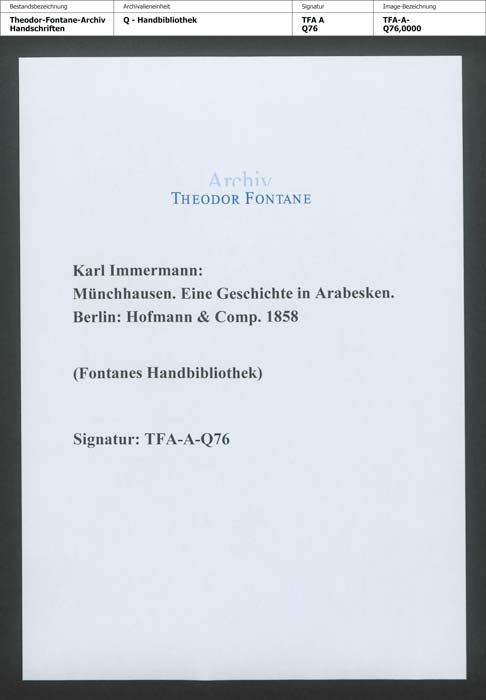 Bestandsbezeichnung Archivalieneinheit Signatur Image-Bezeichnung
Theodor-Fontane-Archiv Q - Handbibliothek TFA A TFA-A-
Handschriften Q76 Q76,0000
Archiv
THEODOR FONTANE
Karl Immermann:
Münchhausen. Eine Geschichte in Arabesken.
Berlin: Hofmann & Comp. 1858
(Fontanes Handbibliothek)
Signatur: TFA-A-Q76